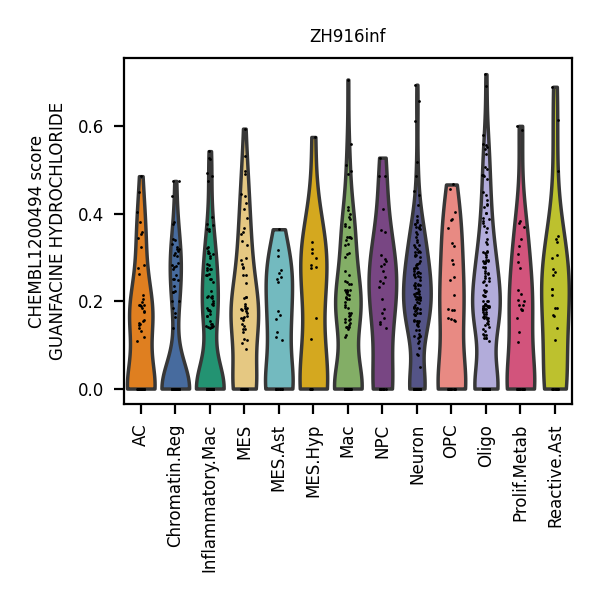 ZH916inf
CHEMBL1200494 score
GUANFACINE HYDROCHLORIDE
0.6
0.4
0.2
0.0
AC
Chromatin.Reg
Inflammatory.Mac
MES
MES.Ast
MES.Hyp
Mac
NPC
Neuron
OPC
Oligo
Prolif.Metab
Reactive.Ast